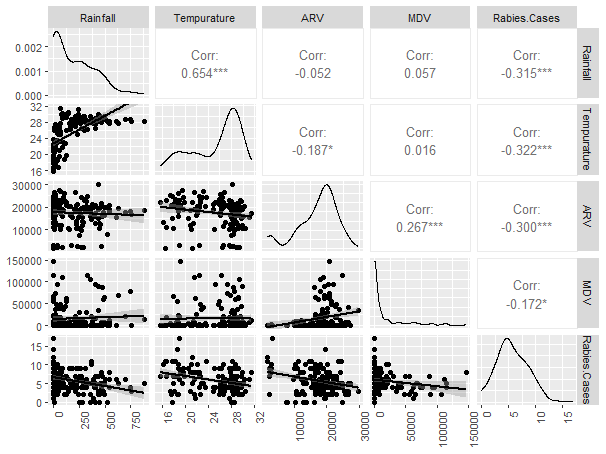 Rainfall Tempurature ARV MDV Rabies.Cases
0.002
0.001
0.000
Corr:
0.654***
Corr:
-0.052
Corr:
0.057
Corr:
-0.315***
Rainfall
32
28
24
20
16
Corr:
-0.187*
Corr:
0.016
Corr:
-0.322***
Tempurature
30000
20000
10000
Corr:
0.267***
Corr:
-0.300***
ARV
150000
100000
50000
0
Corr:
-0.172*
MDV
15
10
5
0
Rabies.Cases
0 250 500 750
16 20 24 28 32
10000 20000 30000
0 50000 100000 150000
0 5 10 15